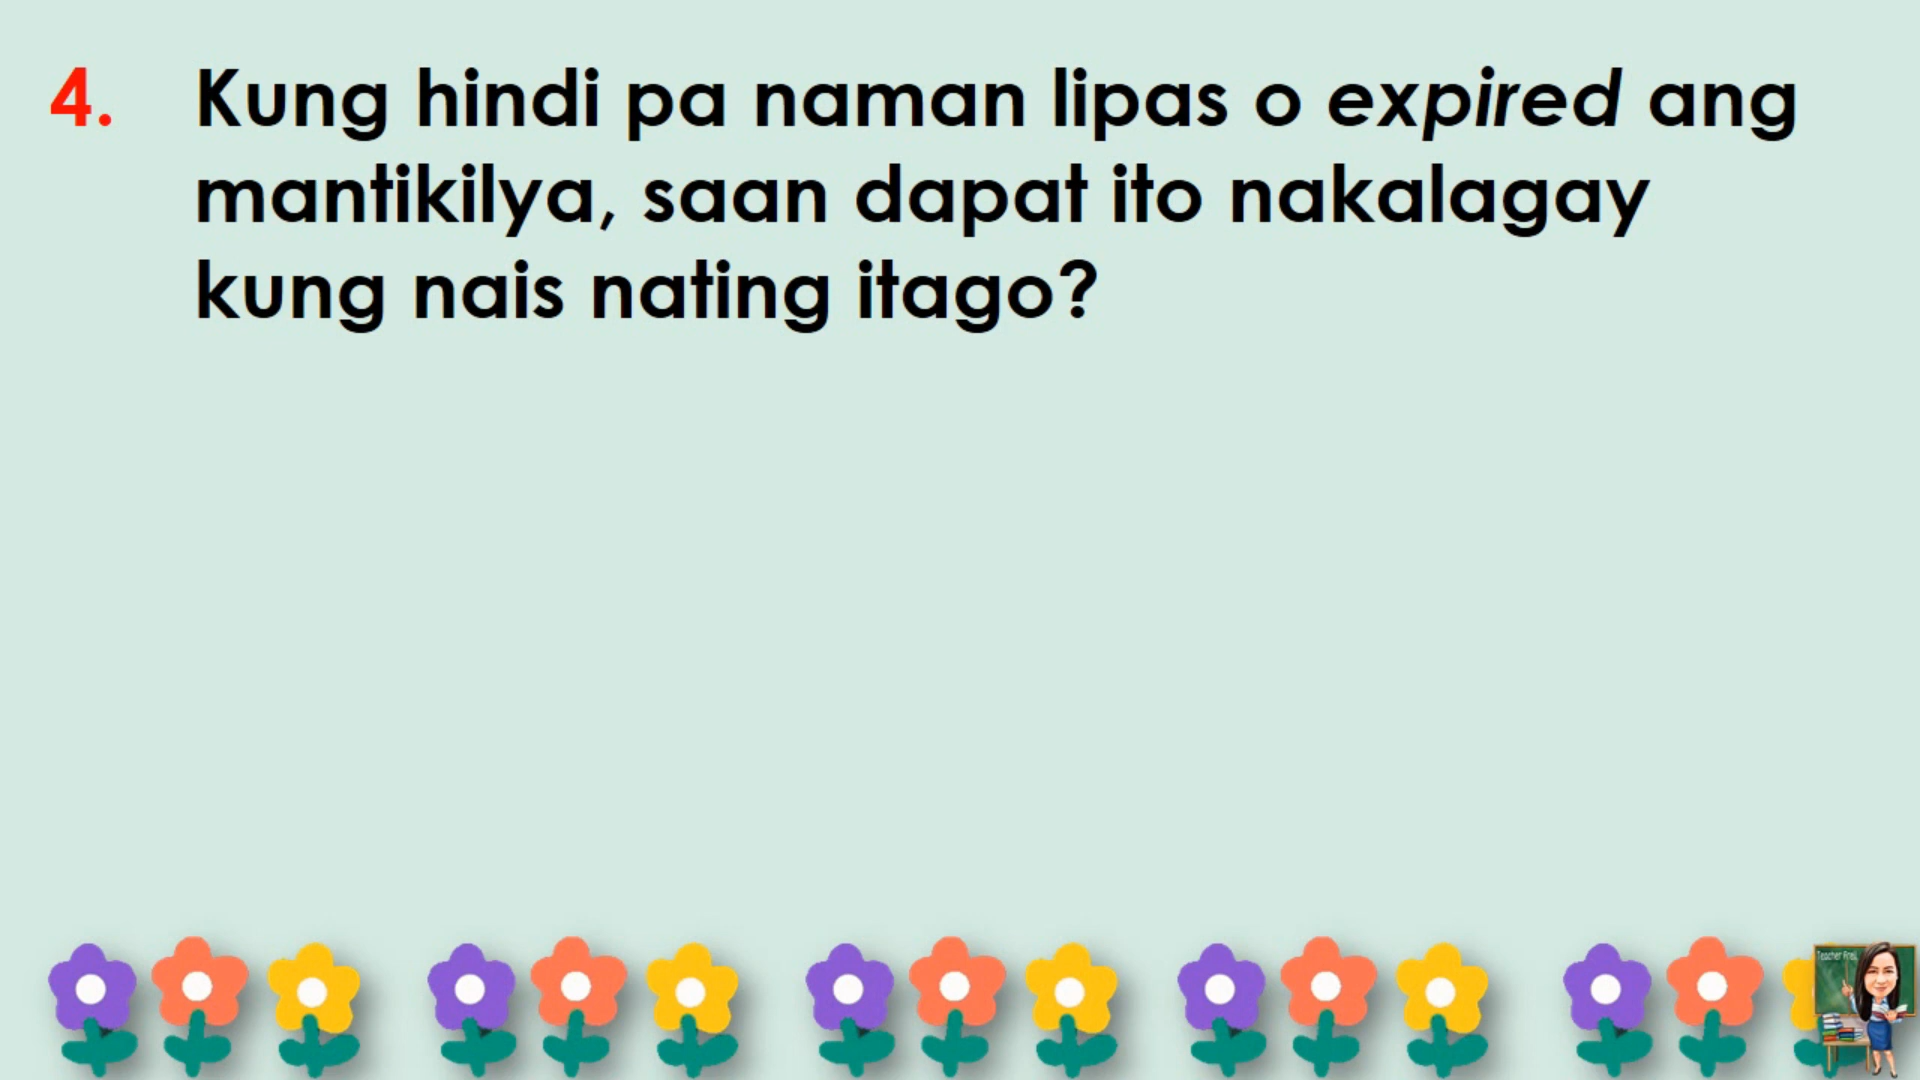 4. Kung hindi pa naman lipas o expired ang
mantikilya, saan dapat ito nakalagay
kung nais nating itago?